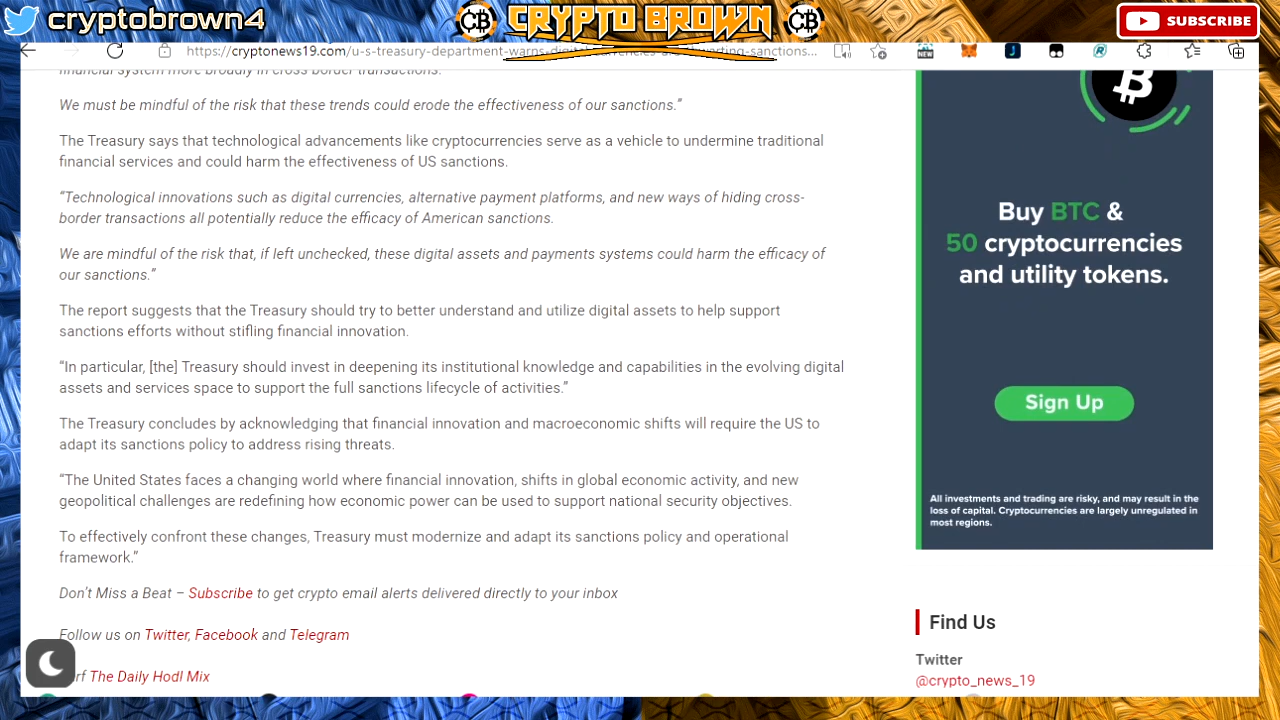 cryptobrown4
CB
CRYPTO BROWN
CB
SUBSCRIBE
https://cryptonews19.com/u-s-treasury-department-warns-digi
erting-sanctions...
NEW
financial system more broadly in cross border transactions.
We must be mindful of the risk that these trends could erode the effectiveness of our sanctions.”
The Treasury says that technological advancements like cryptocurrencies serve as a vehicle to undermine traditional
financial services and could harm the effectiveness of US sanctions.
“Technological innovations such as digital currencies, alternative payment platforms, and new ways of hiding cross-
border transactions all potentially reduce the efficacy of American sanctions.
We are mindful of the risk that, if left unchecked, these digital assets and payments systems could harm the efficacy of
our sanctions.”
The report suggests that the Treasury should try to better understand and utilize digital assets to help support
sanctions efforts without stifling financial innovation.
“In particular, [the] Treasury should invest in deepening its institutional knowledge and capabilities in the evolving digital
assets and services space to support the full sanctions lifecycle of activities.”
The Treasury concludes by acknowledging that financial innovation and macroeconomic shifts will require the US to
adapt its sanctions policy to address rising threats.
“The United States faces a changing world where financial innovation, shifts in global economic activity, and new
geopolitical challenges are redefining how economic power can be used to support national security objectives.
To effectively confront these changes, Treasury must modernize and adapt its sanctions policy and operational
framework.”
Don’t Miss a Beat – Subscribe to get crypto email alerts delivered directly to your inbox
Follow us on Twitter, Facebook and Telegram
The Daily Hodl Mix
Buy BTC &
50 cryptocurrencies
and utility tokens.
Sign Up
All investments and trading are risky, and may result in the
loss of capital. Cryptocurrencies are largely unregulated in
most regions.
Find Us
Twitter
@crypto_news_19